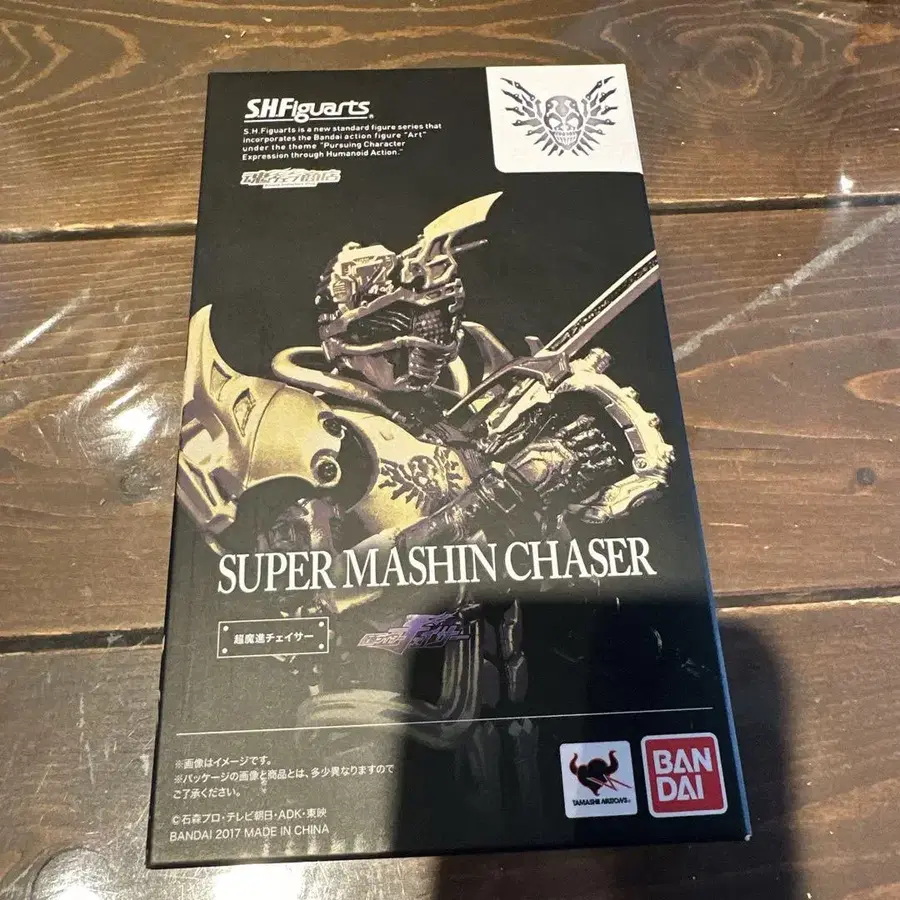 S.H.Figuarts
S.H.Figuarts is a new standard figure series that
incorporates the Bandai action figure "Art"
under the theme "Pursuing Character
Expression through Humanoid Action."
魂ウェブ商店
SUPER MASHIN CHASER
超魔進チェイサー
※画像はイメージです。
※パッケージの画像と商品とは、多少異なりますので
ご了承ください。
©石森プロ・テレビ朝日・ADK・東映
BANDAI 2017 MADE IN CHINA
TAMASHII NATIONS
BAN
DAI